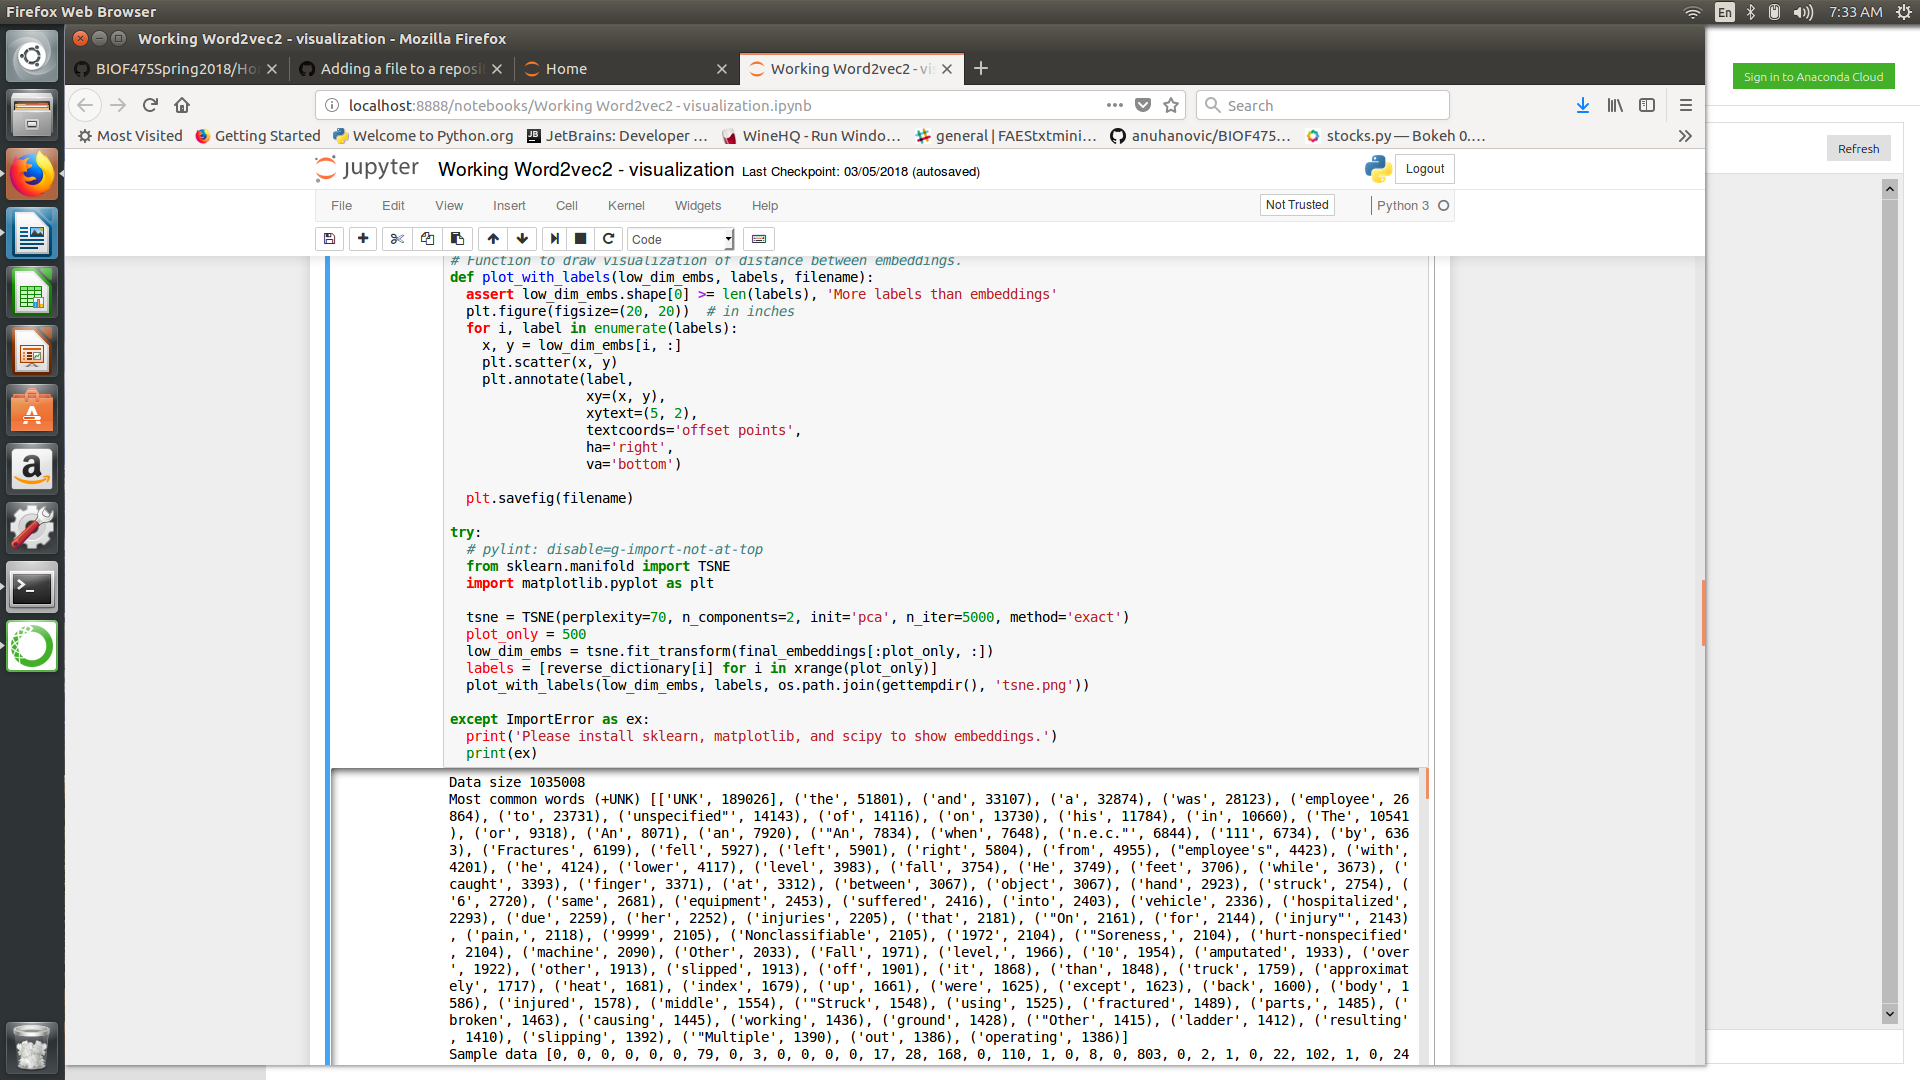 Firefox Web Browser
En
7:33 AM
Working Word2vec2 - visualization - Mozilla Firefox
BIOF475Spring2018/Ho
Adding a file to a reposit
Home
Working Word2vec2 - vi
Sign in to Anaconda Cloud
localhost:8888/notebooks/Working Word2vec2 - visualization.ipynb
Search
Most Visited
Getting Started
Welcome to Python.org
JetBrains: Developer …
WineHQ - Run Windo…
general | FAEStxtmini…
anuhanovic/BIOF475…
stocks.py — Bokeh 0.…
Refresh
jupyter
Working Word2vec2 - visualization Last Checkpoint: 03/05/2018 (autosaved)
Logout
File
Edit
View
Insert
Cell
Kernel
Widgets
Help
Not Trusted
Python 3
Code
# Function to draw visualization of distance between embeddings.
def plot_with_labels(low_dim_embs, labels, filename):
  assert low_dim_embs.shape[0] >= len(labels), 'More labels than embeddings'
  plt.figure(figsize=(20, 20))  # in inches
  for i, label in enumerate(labels):
    x, y = low_dim_embs[i, :]
    plt.scatter(x, y)
    plt.annotate(label,
                 xy=(x, y),
                 xytext=(5, 2),
                 textcoords='offset points',
                 ha='right',
                 va='bottom')
  plt.savefig(filename)
try:
  # pylint: disable=g-import-not-at-top
  from sklearn.manifold import TSNE
  import matplotlib.pyplot as plt
  tsne = TSNE(perplexity=70, n_components=2, init='pca', n_iter=5000, method='exact')
  plot_only = 500
  low_dim_embs = tsne.fit_transform(final_embeddings[:plot_only, :])
  labels = [reverse_dictionary[i] for i in xrange(plot_only)]
  plot_with_labels(low_dim_embs, labels, os.path.join(gettempdir(), 'tsne.png'))
except ImportError as ex:
  print('Please install sklearn, matplotlib, and scipy to show embeddings.')
  print(ex)
Data size 1035008
Most common words (+UNK) [['UNK', 189026], ('the', 51801), ('and', 33107), ('a', 32874), ('was', 28123), ('employee', 26
864), ('to', 23731), ('unspecified"', 14143), ('of', 14116), ('on', 13730), ('his', 11784), ('in', 10660), ('The', 10541
), ('or', 9318), ('An', 8071), ('an', 7920), ('"An', 7834), ('when', 7648), ('n.e.c."', 6844), ('111', 6734), ('by', 636
3), ('Fractures', 6199), ('fell', 5927), ('left', 5901), ('right', 5804), ('from', 4955), ("employee's", 4423), ('with',
4201), ('he', 4124), ('lower', 4117), ('level', 3983), ('fall', 3754), ('He', 3749), ('feet', 3706), ('while', 3673), ('
caught', 3393), ('finger', 3371), ('at', 3312), ('between', 3067), ('object', 3067), ('hand', 2923), ('struck', 2754), (
'6', 2720), ('same', 2681), ('equipment', 2453), ('suffered', 2416), ('into', 2403), ('vehicle', 2336), ('hospitalized',
2293), ('due', 2259), ('her', 2252), ('injuries', 2205), ('that', 2181), ('"On', 2161), ('for', 2144), ('injury"', 2143)
, ('pain,', 2118), ('9999', 2105), ('Nonclassifiable', 2105), ('1972', 2104), ('"Soreness,', 2104), ('hurt-nonspecified'
, 2104), ('machine', 2090), ('Other', 2033), ('Fall', 1971), ('level,', 1966), ('10', 1954), ('amputated', 1933), ('over
', 1922), ('other', 1913), ('slipped', 1913), ('off', 1901), ('it', 1868), ('than', 1848), ('truck', 1759), ('approximat
ely', 1717), ('heat', 1681), ('index', 1679), ('up', 1661), ('were', 1625), ('except', 1623), ('back', 1600), ('body', 1
586), ('injured', 1578), ('middle', 1554), ('"Struck', 1548), ('using', 1525), ('fractured', 1489), ('parts,', 1485), ('
broken', 1463), ('causing', 1445), ('working', 1436), ('ground', 1428), ('"Other', 1415), ('ladder', 1412), ('resulting'
, 1410), ('slipping', 1392), ('"Multiple', 1390), ('out', 1386), ('operating', 1386)]
Sample data [0, 0, 0, 0, 0, 0, 79, 0, 3, 0, 0, 0, 0, 17, 28, 168, 0, 110, 1, 0, 8, 0, 803, 0, 2, 1, 0, 22, 102, 1, 0, 24